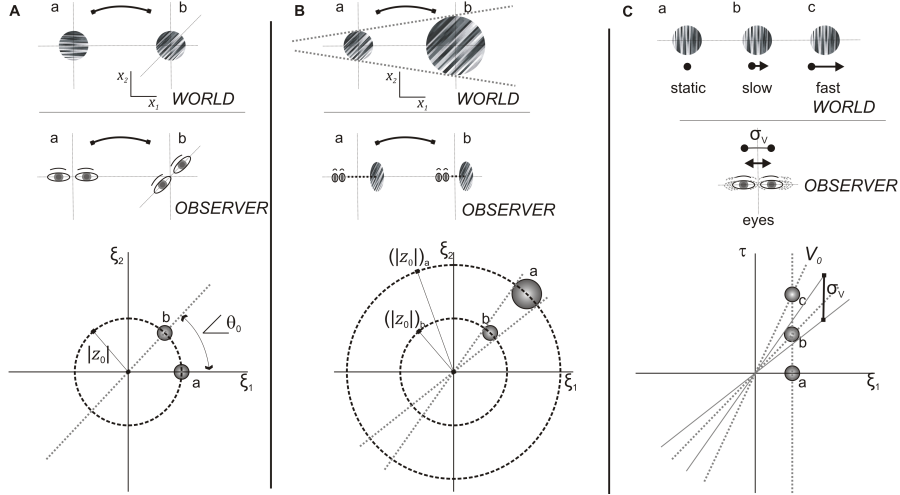 A
a
b
x₂
x₁
WORLD
a
b
OBSERVER
ξ₂
b
θ₀
|z₀|
a
ξ₁
B
a
b
x₂
x₁
WORLD
a
b
OBSERVER
ξ₂
(|z₀|)ₐ
a
(|z₀|)b
b
ξ₁
C
a
b
c
static
slow
fast
WORLD
σV
OBSERVER
eyes
τ
V₀
c
σV
b
a
ξ₁